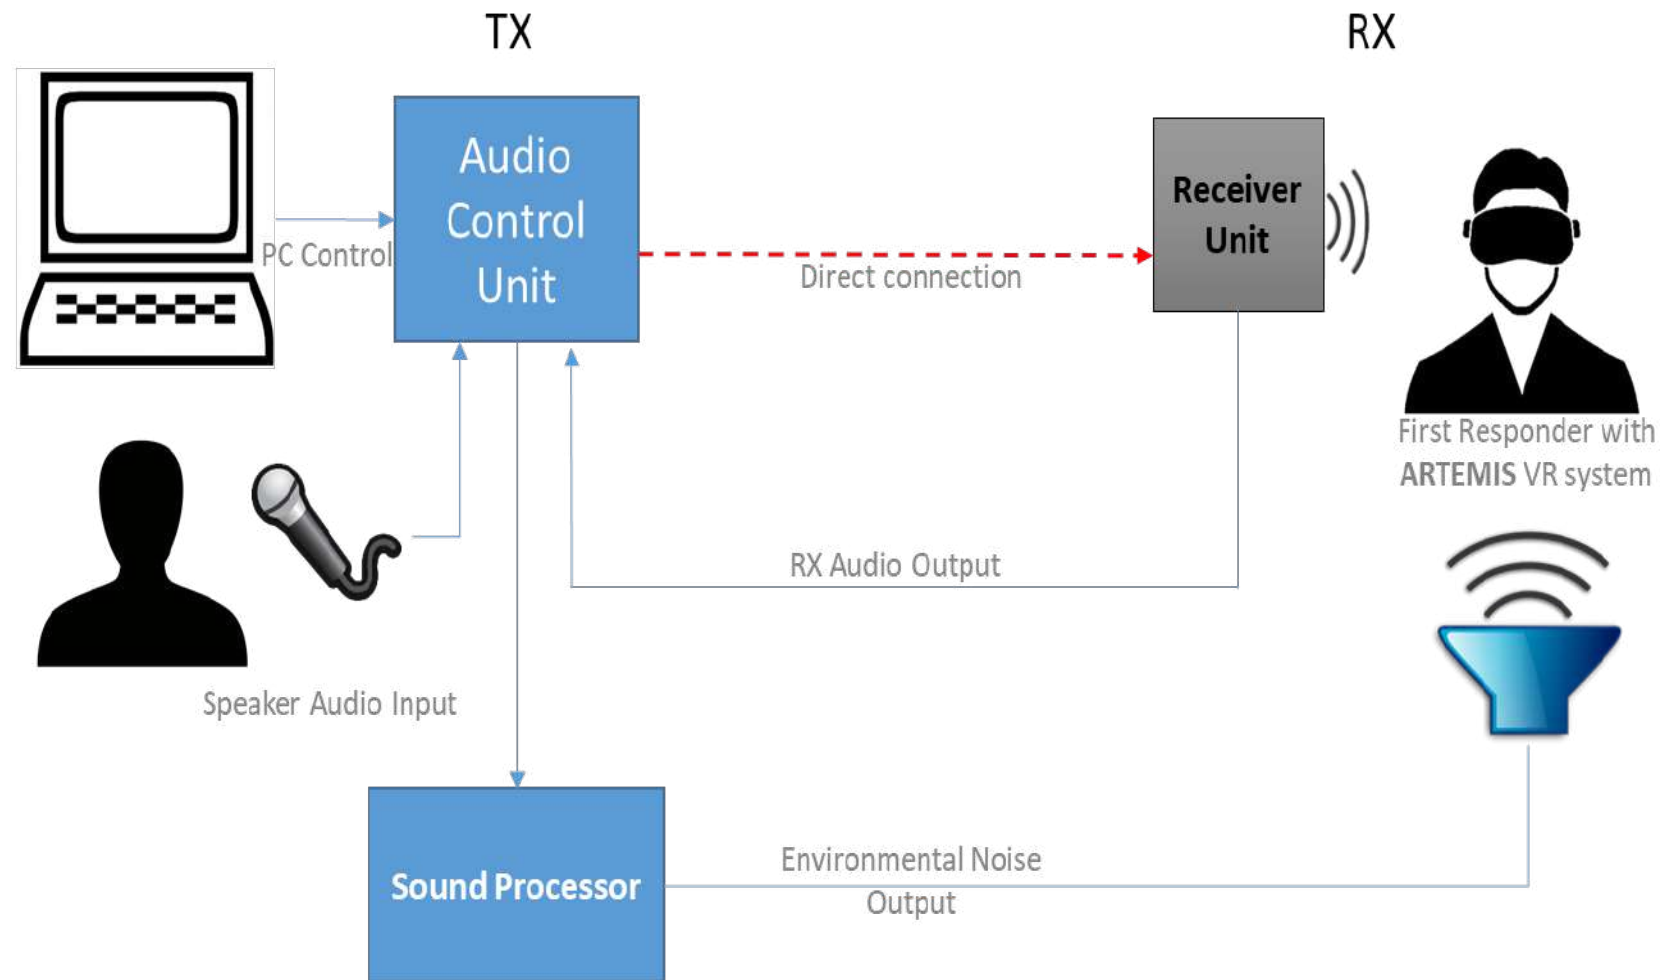 TX
RX
Audio
Control
Unit
PC Control
Receiver
Unit
Direct connection
First Responder with
ARTEMIS VR system
RX Audio Output
Speaker Audio Input
Sound Processor
Environmental Noise
Output